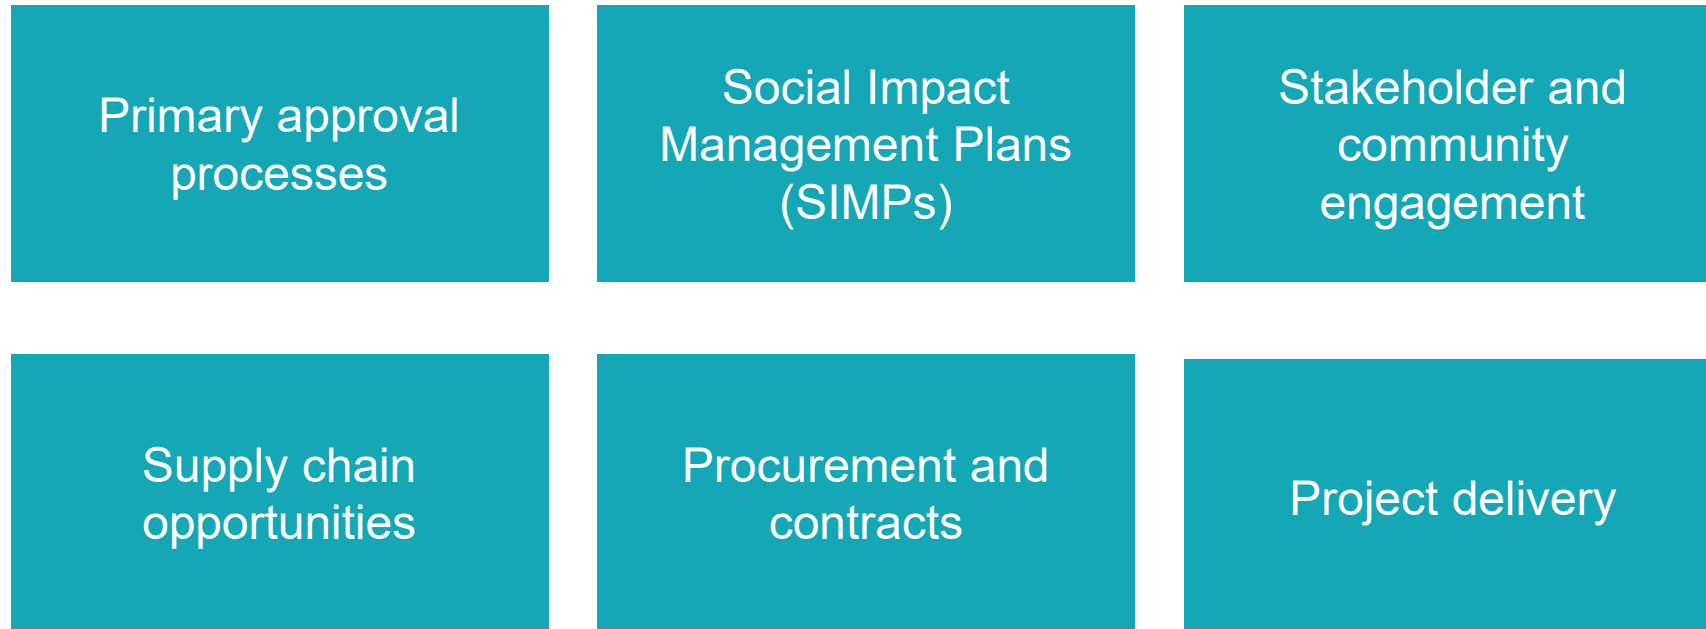 Primary approval
processes
Social Impact
Management Plans
(SIMPs)
Stakeholder and
community
engagement
Supply chain
opportunities
Procurement and
contracts
Project delivery